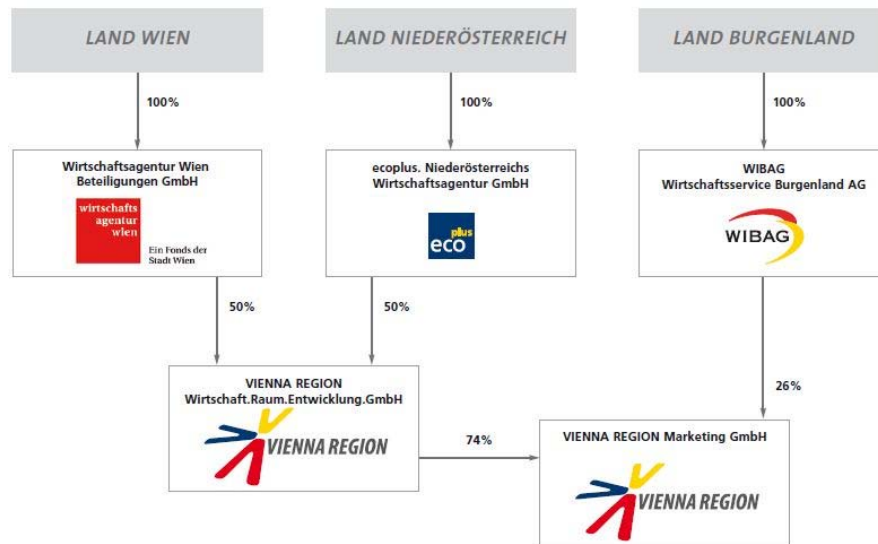 LAND WIEN
LAND NIEDERÖSTERREICH
LAND BURGENLAND
100%
100%
100%
Wirtschaftsagentur Wien
Beteiligungen GmbH
wirtschafts
agentur
wien
Ein Fonds der
Stadt Wien
ecoplus. Niederösterreichs
Wirtschaftsagentur GmbH
plus
eco
WIBAG
Wirtschaftsservice Burgenland AG
WIBAG
50%
50%
26%
VIENNA REGION
Wirtschaft.Raum.Entwicklung.GmbH
VIENNA REGION
74%
VIENNA REGION Marketing GmbH
VIENNA REGION